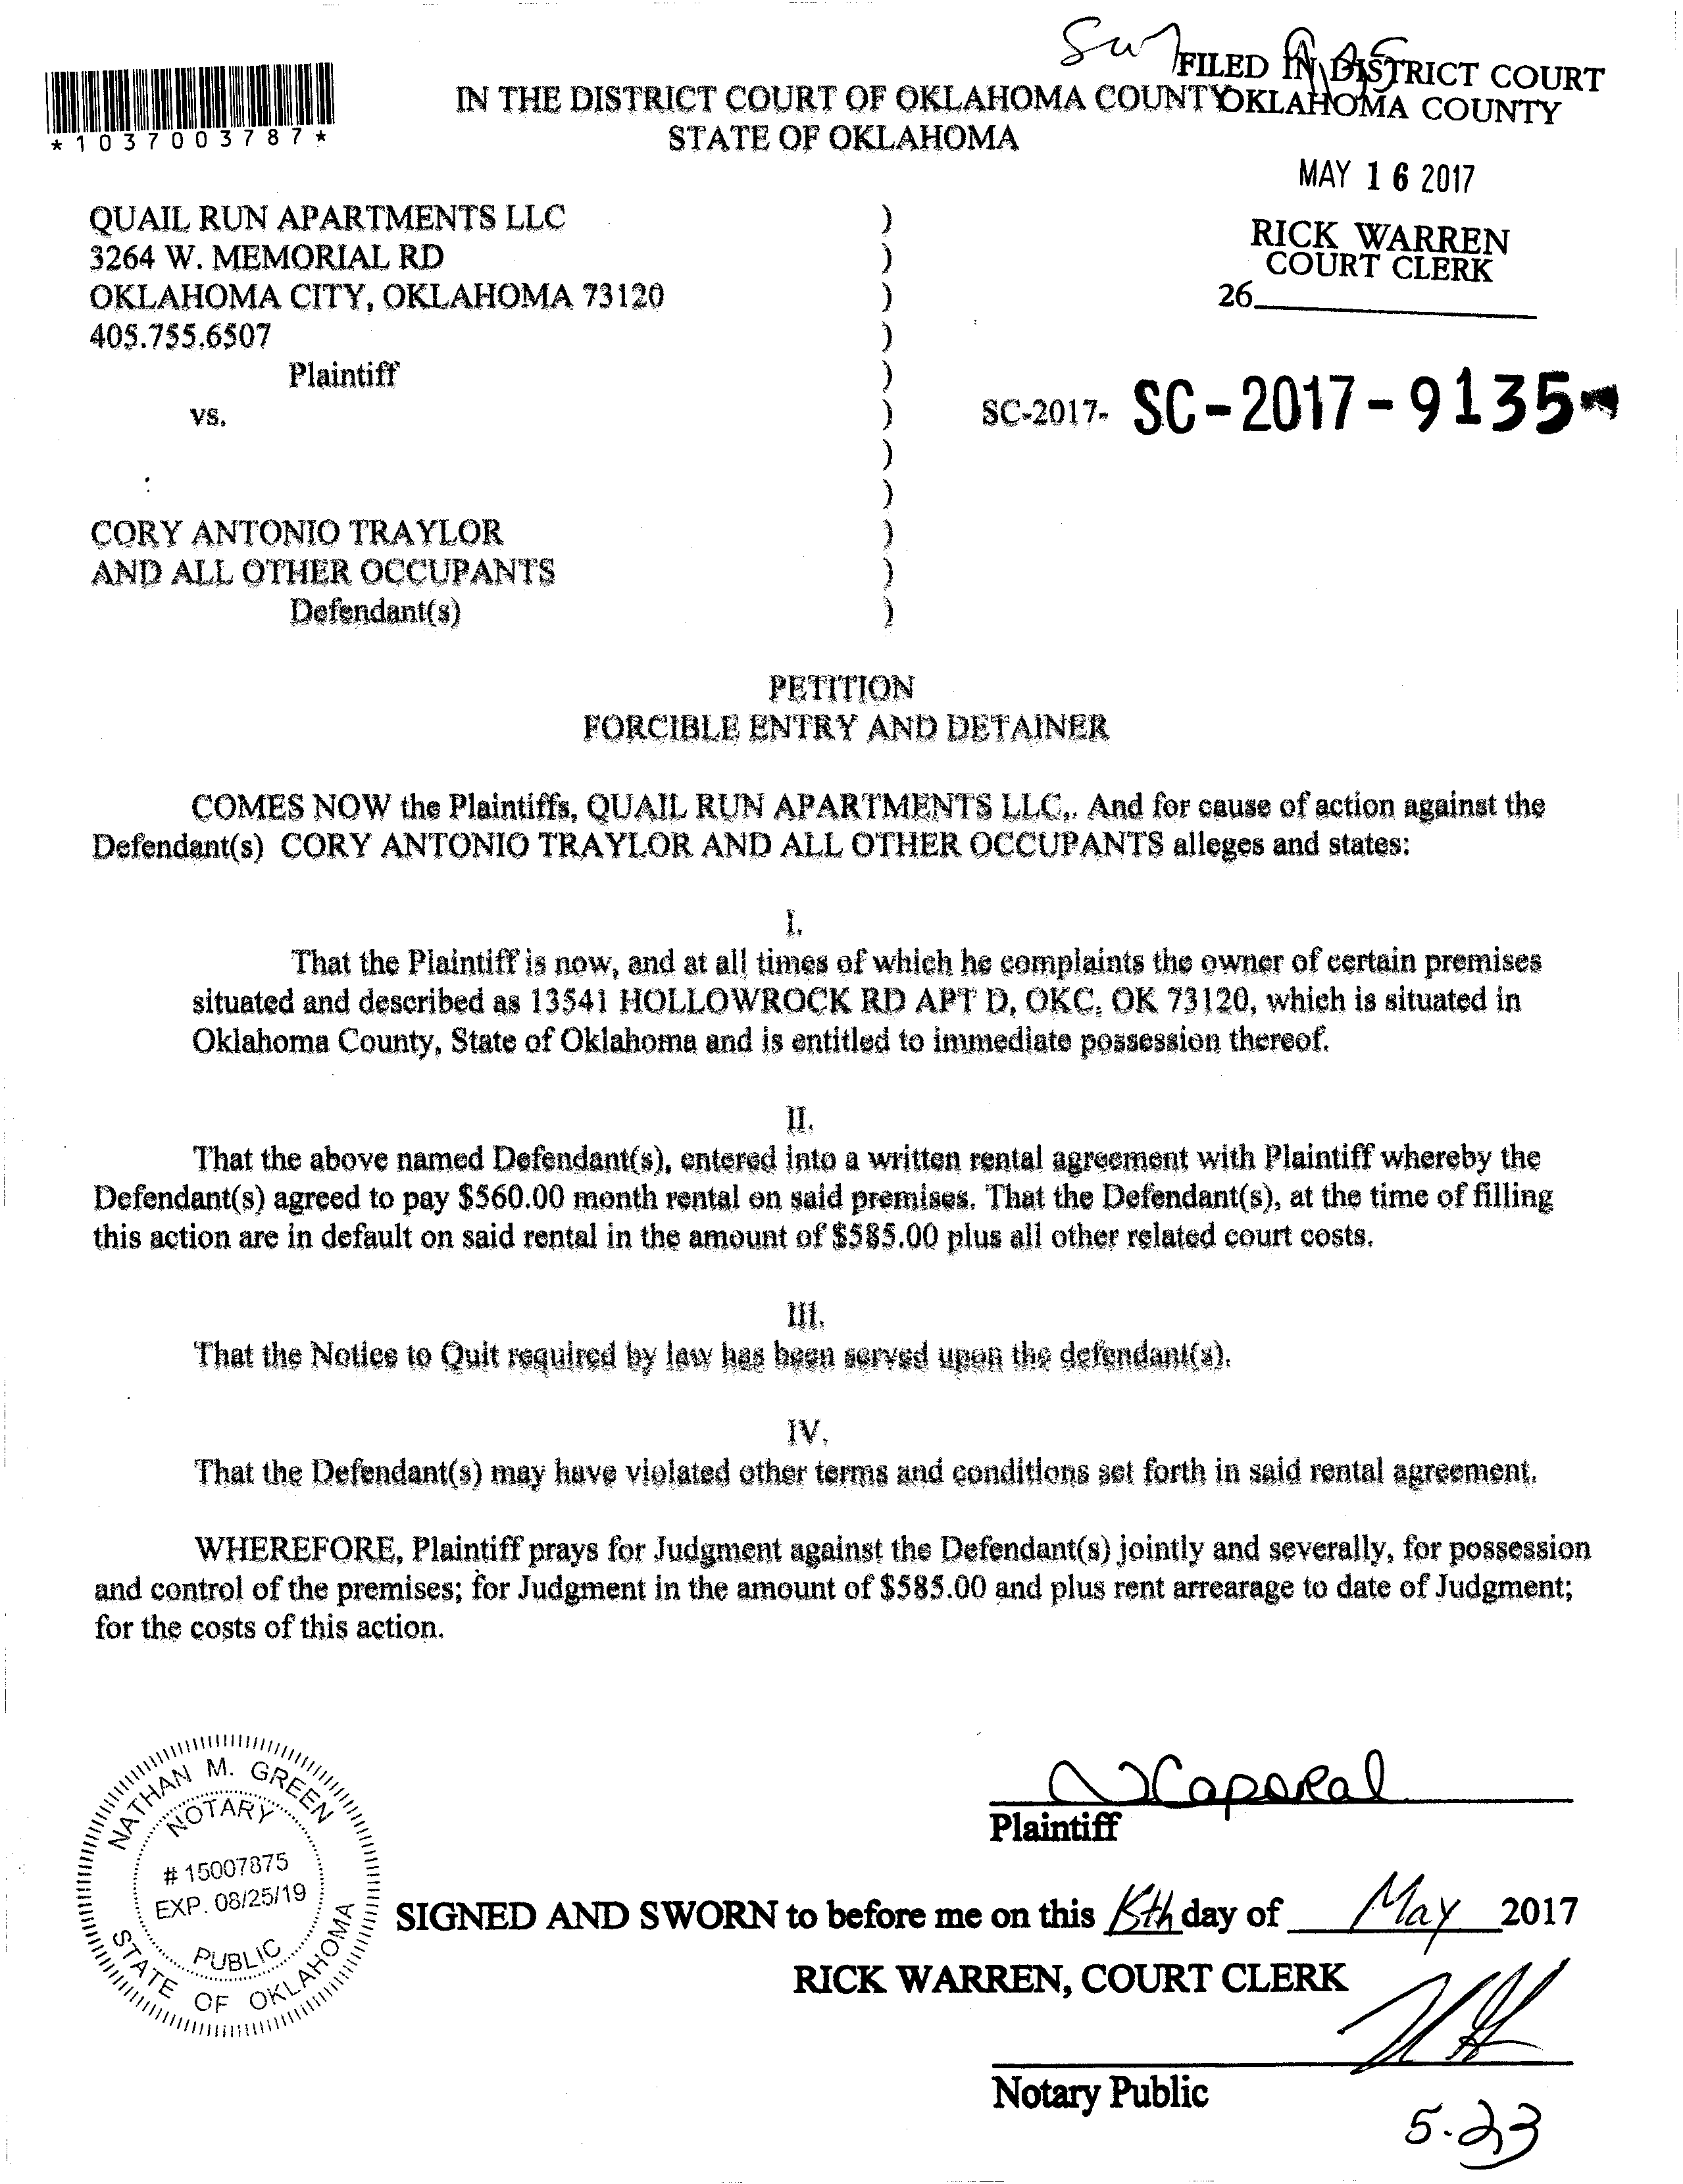 *1037003787*
IN THE DISTRICT COURT OF OKLAHOMA COUNTY
STATE OF OKLAHOMA
FILED IN DISTRICT COURT
OKLAHOMA COUNTY
MAY 16 2017
RICK WARREN
COURT CLERK
26
QUAIL RUN APARTMENTS LLC )
3264 W. MEMORIAL RD )
OKLAHOMA CITY, OKLAHOMA 73120 )
405.755.6507 )
Plaintiff )
vs. ) SC-2017- SC-2017-9135
)
)
CORY ANTONIO TRAYLOR )
AND ALL OTHER OCCUPANTS )
Defendant(s) )
PETITION
FORCIBLE ENTRY AND DETAINER
COMES NOW the Plaintiffs, QUAIL RUN APARTMENTS LLC,. And for cause of action against the
Defendant(s) CORY ANTONIO TRAYLOR AND ALL OTHER OCCUPANTS alleges and states:
I.
That the Plaintiff is now, and at all times of which he complaints the owner of certain premises
situated and described as 13541 HOLLOWROCK RD APT D, OKC, OK 73120, which is situated in
Oklahoma County, State of Oklahoma and is entitled to immediate possession thereof.
II.
That the above named Defendant(s), entered into a written rental agreement with Plaintiff whereby the
Defendant(s) agreed to pay $560.00 month rental on said premises. That the Defendant(s), at the time of filling
this action are in default on said rental in the amount of $585.00 plus all other related court costs.
III.
That the Notice to Quit required by law has been served upon the defendant(s).
IV.
That the Defendant(s) may have violated other terms and conditions set forth in said rental agreement.
WHEREFORE, Plaintiff prays for Judgment against the Defendant(s) jointly and severally, for possession
and control of the premises; for Judgment in the amount of $585.00 and plus rent arrearage to date of Judgment;
for the costs of this action.
NATHAN M. GREEN
NOTARY
# 15007875
EXP. 08/25/19
PUBLIC
STATE OF OKLAHOMA
NCaporal
Plaintiff
SIGNED AND SWORN to before me on this 15th day of May 2017
RICK WARREN, COURT CLERK
Notary Public
5.23